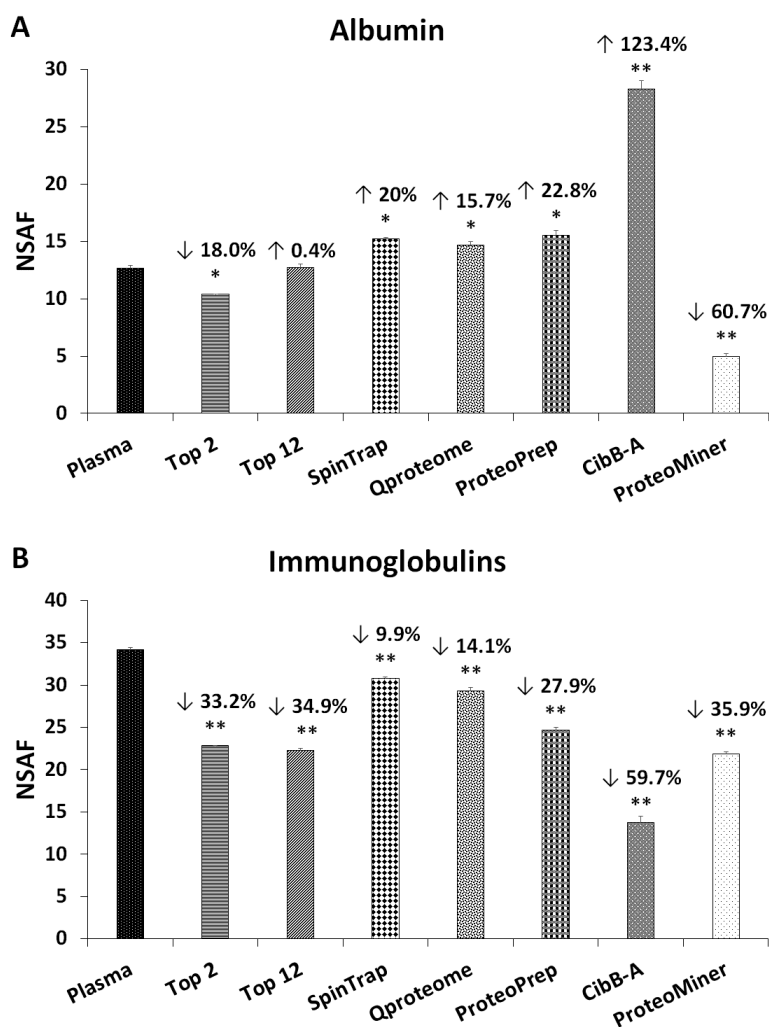 A
Albumin
NSAF
30
25
20
15
10
5
0
↓ 18.0%
*
↑ 0.4%
↑ 20%
*
↑ 15.7%
*
↑ 22.8%
*
↑ 123.4%
**
↓ 60.7%
**
Plasma
Top 2
Top 12
SpinTrap
Qproteome
ProteoPrep
CibB-A
ProteoMiner
B
Immunoglobulins
NSAF
40
35
30
25
20
15
10
5
0
↓ 33.2%
**
↓ 34.9%
**
↓ 9.9%
**
↓ 14.1%
**
↓ 27.9%
**
↓ 59.7%
**
↓ 35.9%
**
Plasma
Top 2
Top 12
SpinTrap
Qproteome
ProteoPrep
CibB-A
ProteoMiner